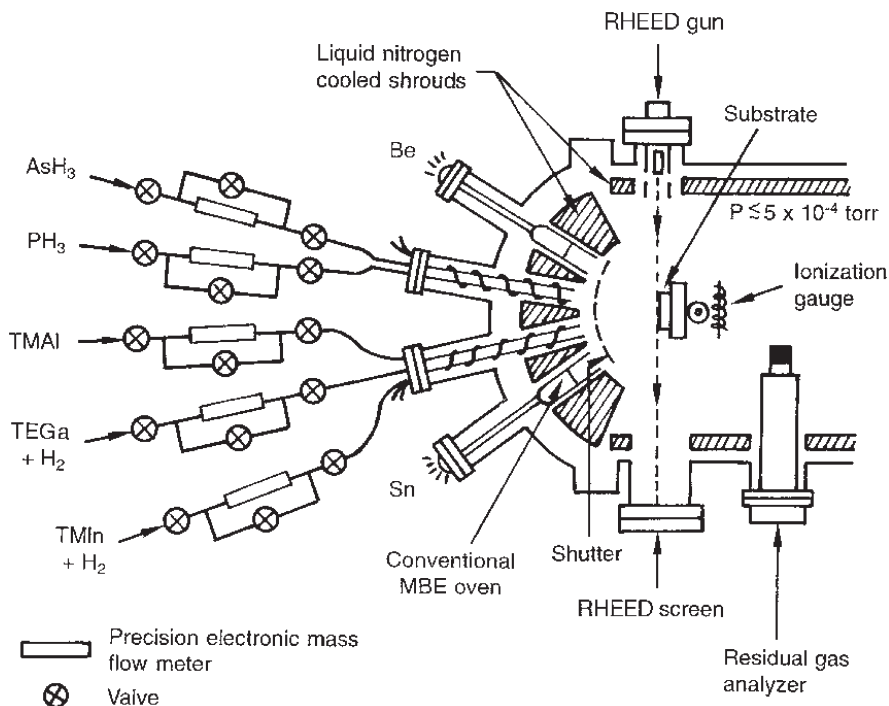 RHEED gun
Liquid nitrogen
cooled shrouds
Substrate
Be
AsH₃
P ≲ 5 x 10⁻⁴ torr
PH₃
Ionization
gauge
TMAl
TEGa
+ H₂
Sn
TMIn
+ H₂
Conventional
MBE oven
Shutter
RHEED screen
Precision electronic mass
flow meter
Residual gas
analyzer
Valve